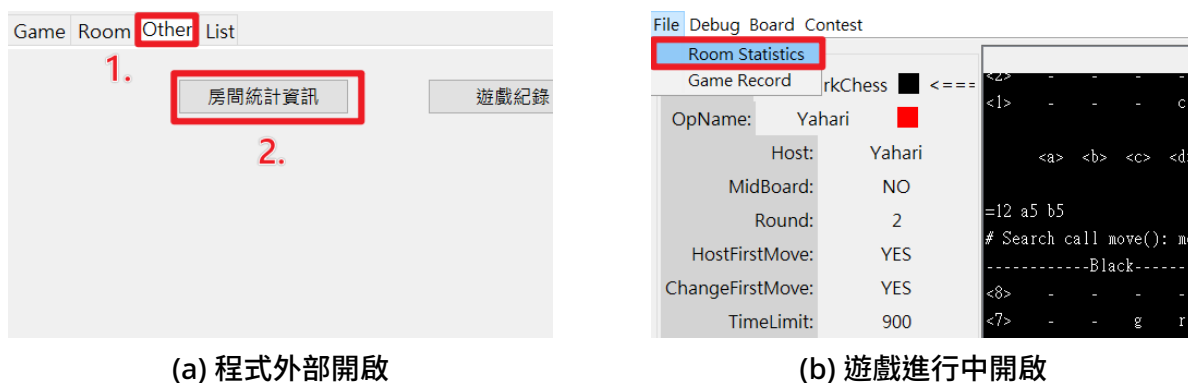 Game Room Other List
1.
房間統計資訊
遊戲紀錄
2.
(a) 程式外部開啟
File Debug Board Contest
Room Statistics
Game Record
rkChess <===
OpName: Yahari
Host: Yahari
MidBoard: NO
Round: 2
HostFirstMove: YES
ChangeFirstMove: YES
TimeLimit: 900
<2> - - -
<1> - - - c
<a> <b> <c>
=12 a5 b5
# Search call move():
------------Black------
<8> - - - -
<7> - - g r
(b) 遊戲進行中開啟